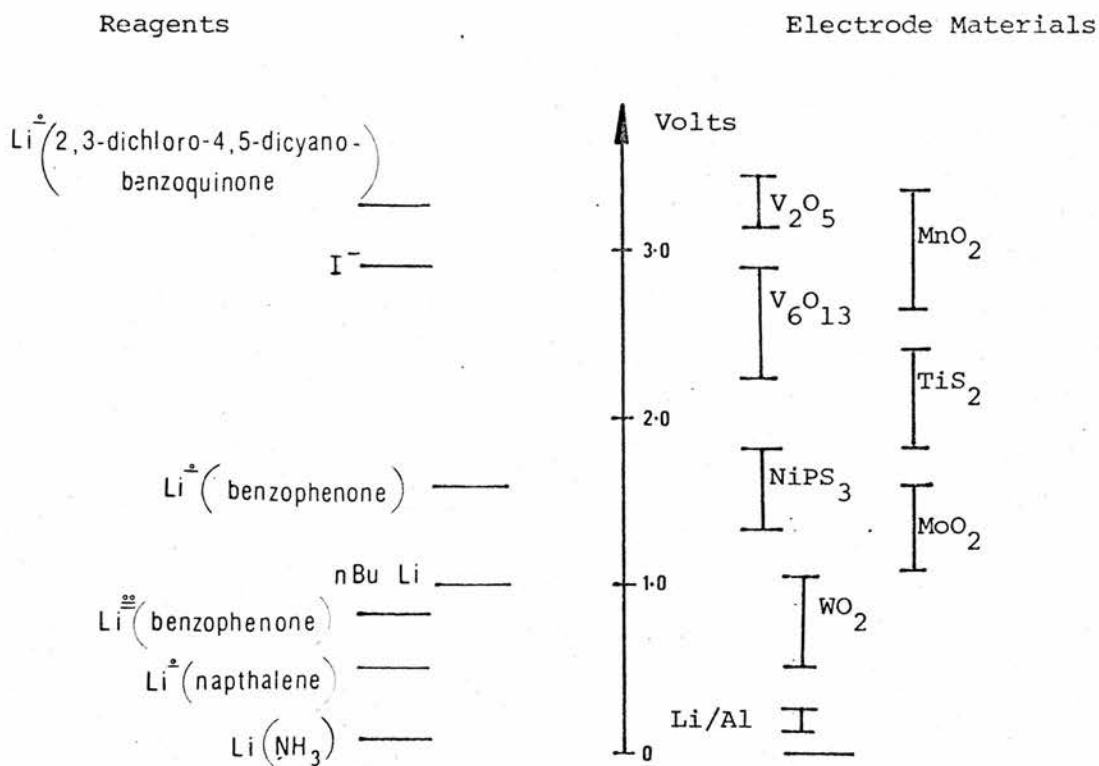 Reagents
Electrode Materials
Volts
Li∸(2,3-dichloro-4,5-dicyano-
benzoquinone)
I⁻
Li∸(benzophenone)
nBu Li
Li(benzophenone)
Li∸(napthalene)
Li(NH₃)
3·0
2·0
1·0
0
V₂O₅
MnO₂
V₆O₁₃
TiS₂
NiPS₃
MoO₂
WO₂
Li/Al